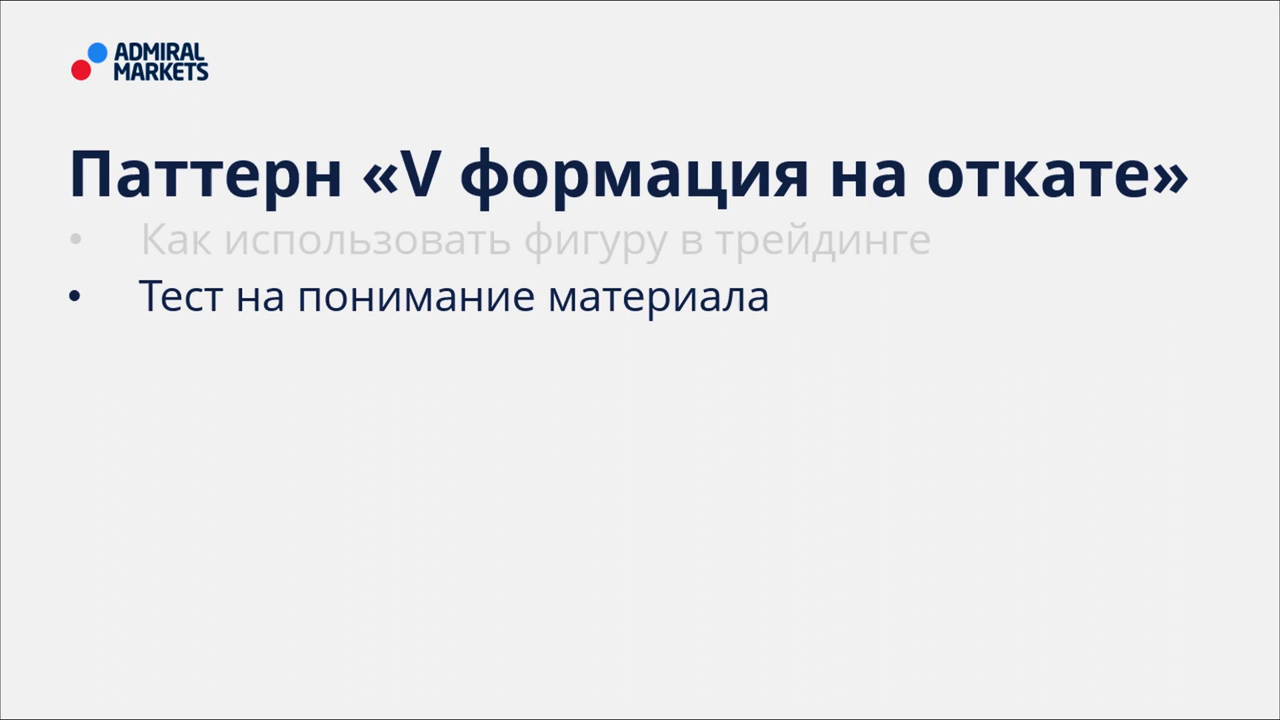 ADMIRAL
MARKETS
Паттерн «V формация на откате»
• Как использовать фигуру в трейдинге
• Тест на понимание материала